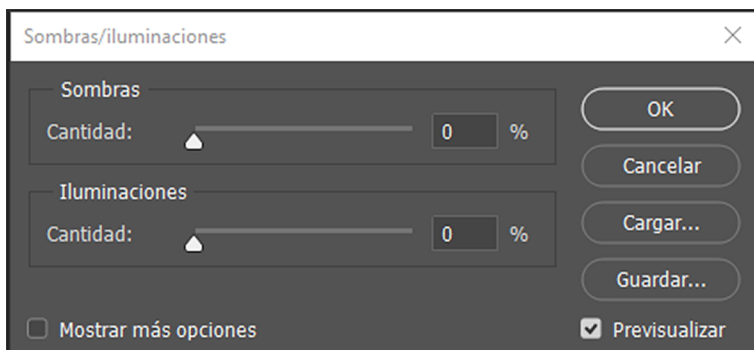 Sombras/iluminaciones
Sombras
Cantidad: 0 %
Iluminaciones
Cantidad: 0 %
Mostrar más opciones
OK
Cancelar
Cargar...
Guardar...
Previsualizar